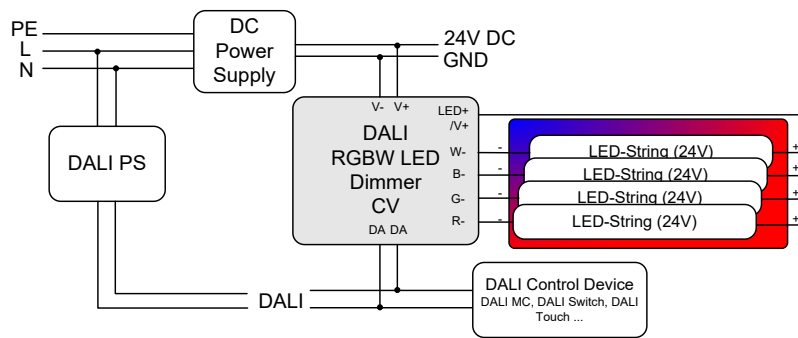 PE
L
N
DC
Power
Supply
24V DC
GND
DALI PS
V- V+
LED+
/V+
DALI
RGBW LED
Dimmer
CV
W-
B-
G-
R-
DA DA
- LED-String (24V) +
- LED-String (24V) +
- LED-String (24V) +
- LED-String (24V) +
DALI
DALI Control Device
DALI MC, DALI Switch, DALI
Touch ...